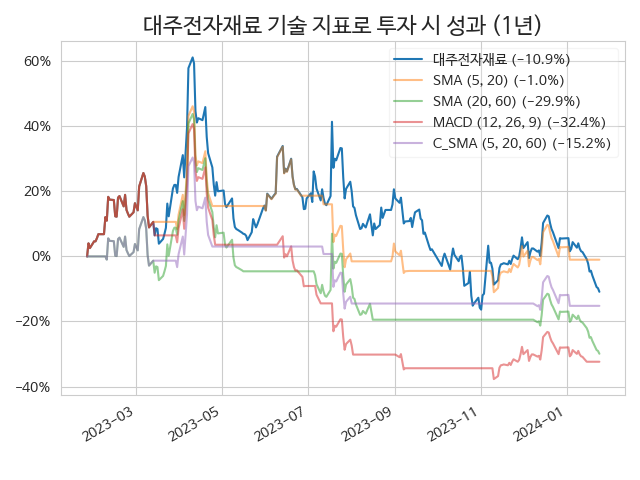 대주전자재료 기술 지표로 투자 시 성과 (1년)
대주전자재료 (−10.9%)
SMA (5, 20) (−1.0%)
SMA (20, 60) (−29.9%)
MACD (12, 26, 9) (−32.4%)
C_SMA (5, 20, 60) (−15.2%)
60%
40%
20%
0%
−20%
−40%
2023−03
2023−05
2023−07
2023−09
2023−11
2024−01